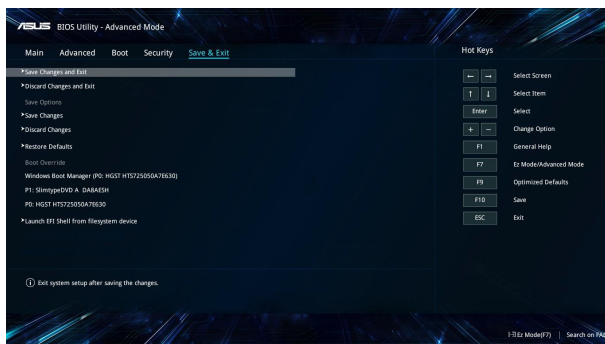 ASUS BIOS Utility - Advanced Mode
Main Advanced Boot Security Save & Exit
Hot Keys
Save Changes and Exit
Discard Changes and Exit
Save Options
Save Changes
Discard Changes
Restore Defaults
Boot Override
Windows Boot Manager (P0: HGST HTS725050A7E630)
P1: SlimtypeDVD A DA8AESH
P0: HGST HTS725050A7E630
Launch EFI Shell from filesystem device
← → Select Screen
↑ ↓ Select Item
Enter Select
+ − Change Option
F1 General Help
F7 Ez Mode/Advanced Mode
F9 Optimized Defaults
F10 Save
ESC Exit
Exit system setup after saving the changes.
Ez Mode(F7) | Search on FA